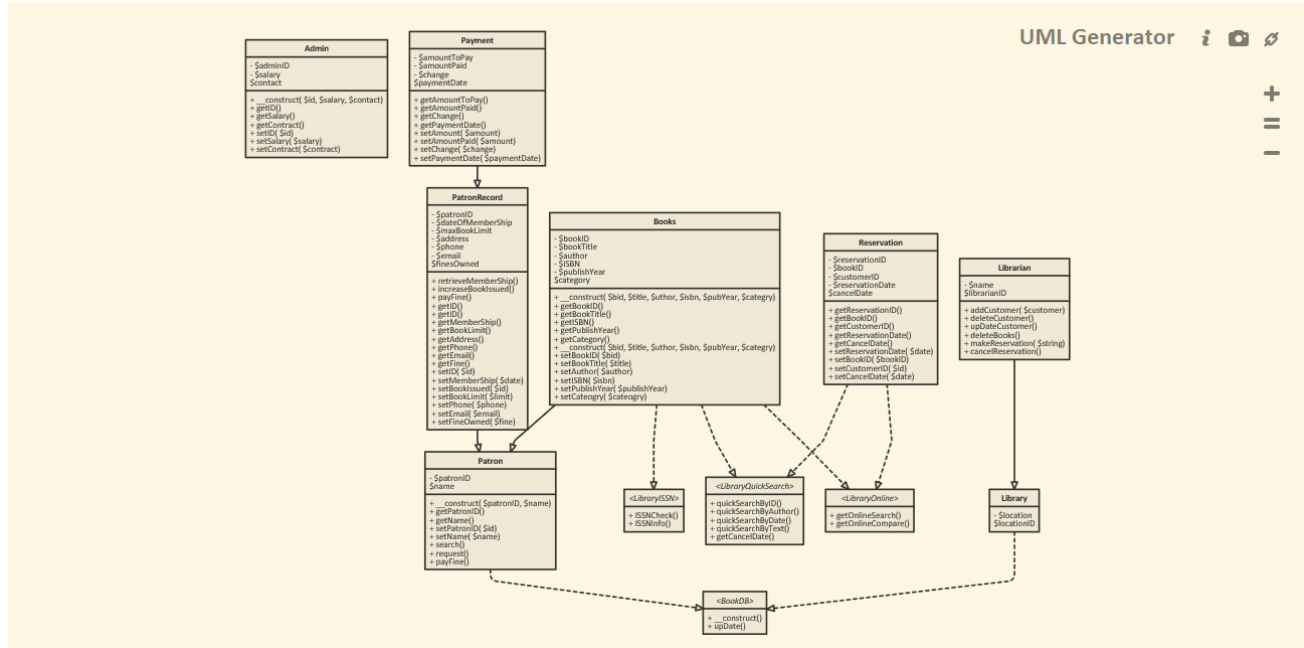 UML Generator
Admin
- $adminID
- $salary
$contact
+ __construct( $id, $salary, $contact)
+ getID()
+ getSalary()
+ getContract()
+ setID( $id)
+ setSalary( $salary)
+ setContract( $contract)
Payment
- $amountToPay
- $amountPaid
- $change
$paymentDate
+ getAmountToPay()
+ getAmountPaid()
+ getChange()
+ getPaymentDate()
+ setAmount( $amount)
+ setAmountPaid( $amount)
+ setChange( $change)
+ setPaymentDate( $paymentDate)
PatronRecord
- $patronID
- $dateOfMemberShip
- $maxBookLimit
- $address
- $phone
- $email
$finesOwned
+ retrieveMemberShip()
+ increaseBookIssued()
+ payFine()
+ getID()
+ getID()
+ getMemberShip()
+ getBookLimit()
+ getAddress()
+ getPhone()
+ getEmail()
+ getFine()
+ setID( $id)
+ setMemberShip( $date)
+ setBookIssued( $id)
+ setBookLimit( $limit)
+ setPhone( $phone)
+ setEmail( $email)
+ setFineOwned( $fine)
Books
- $bookID
- $bookTitle
- $author
- $ISBN
- $publishYear
$category
+ __construct( $bid, $title, $uthor, $isbn, $pubYear, $categry)
+ getBookID()
+ getBookTitle()
+ getISBN()
+ getPublishYear()
+ getCategory()
+ __construct( $bid, $title, $uthor, $isbn, $pubYear, $categry)
+ setBookID( $bid)
+ setBookTitle( $title)
+ setAuthor( $author)
+ setISBN( $isbn)
+ setPublishYear( $publishYear)
+ setCateogry( $cateogry)
Reservation
- $reservationID
- $bookID
- $customerID
- $reservationDate
$cancelDate
+ getReservationID()
+ getBookID()
+ getCustomerID()
+ getReservationDate()
+ getCancelDate()
+ setReservationDate( $date)
+ setBookID( $bookID)
+ setCustomerID( $id)
+ setCancelDate( $date)
Librarian
- $name
$librarianID
+ addCustomer( $customer)
+ deleteCustomer()
+ upDateCustomer()
+ deleteBooks()
+ makeReservation( $string)
+ cancelReservation()
Patron
- $patronID
$name
+ __construct( $patronID, $name)
+ getPatronID()
+ getName()
+ setPatronID( $id)
+ setName( $name)
+ search()
+ request()
+ payFine()
<LibraryISSN>
+ ISSNCheck()
+ ISSNInfo()
<LibraryQuickSearch>
+ quickSearchByID()
+ quickSearchByAuthor()
+ quickSearchByDate()
+ quickSearchByText()
+ getCancelDate()
<LibraryOnline>
+ getOnlineSearch()
+ getOnlineCompare()
Library
- $location
$locationID
<BookDB>
+ __construct()
+ upDate()